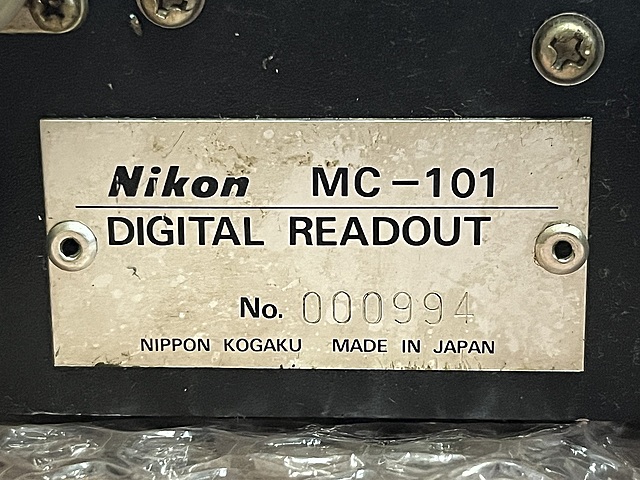 Nikon MC-101
DIGITAL READOUT
No. 000994
NIPPON KOGAKU MADE IN JAPAN